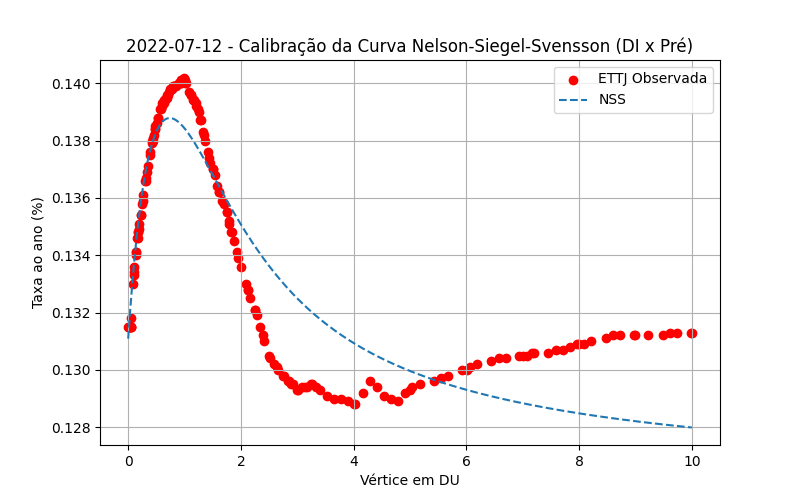 2022-07-12 - Calibração da Curva Nelson-Siegel-Svensson (DI x Pré)
ETTJ Observada
NSS
Taxa ao ano (%)
0.140
0.138
0.136
0.134
0.132
0.130
0.128
0 2 4 6 8 10
Vértice em DU